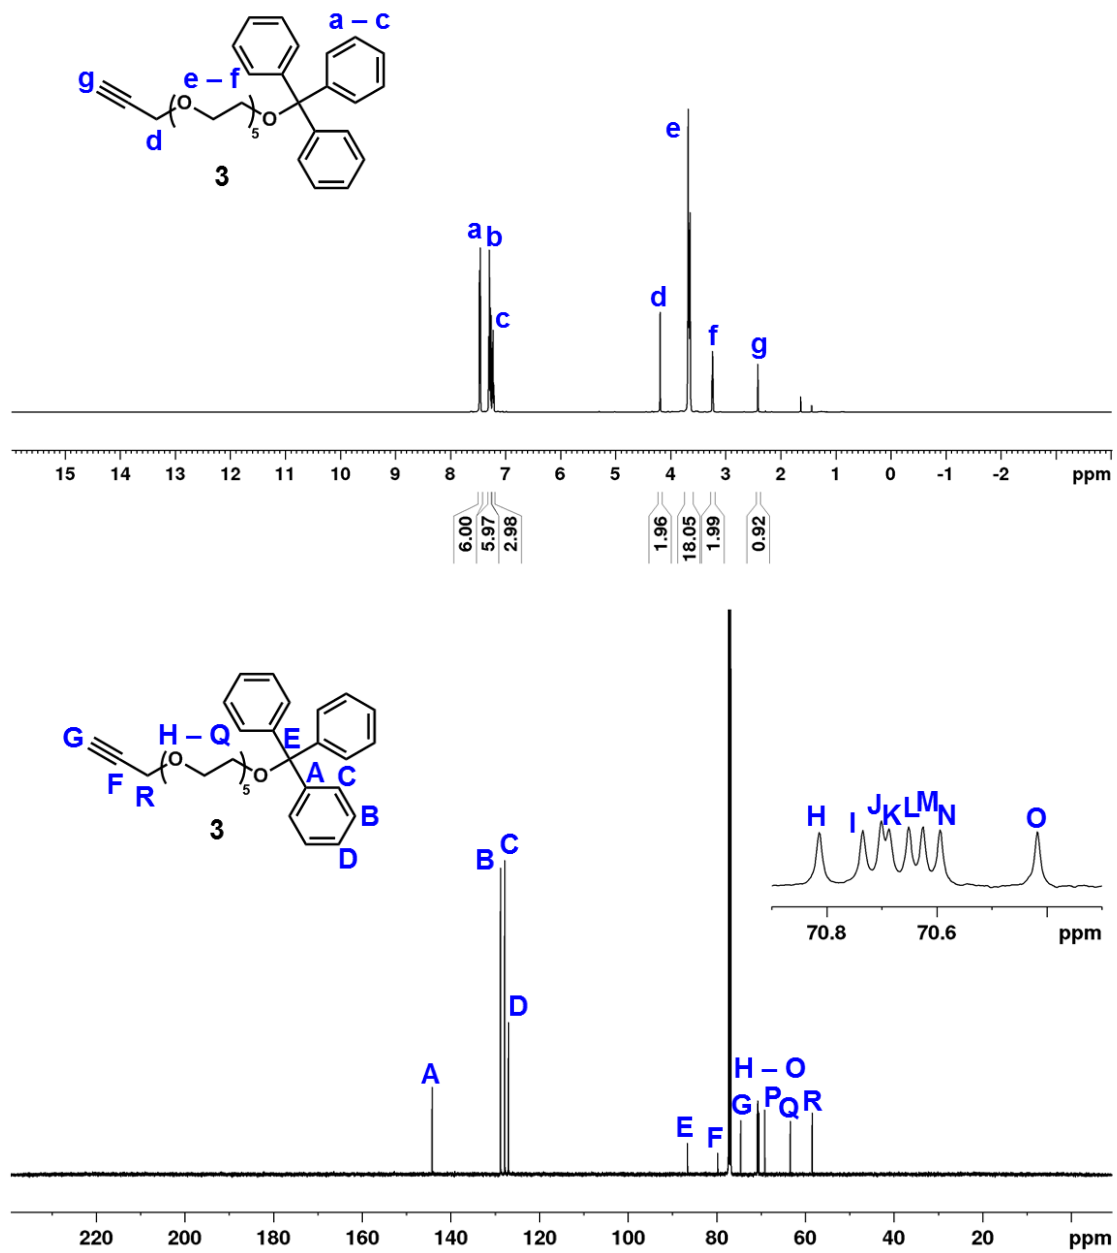 a – c
g
e – f
O
5
O
d
3
e
a
b
c
d
f
g
15 14 13 12 11 10 9 8 7 6 5 4 3 2 1 0 -1 -2 ppm
6.00 5.97 2.98 1.96 18.05 1.99 0.92
G
H – Q
E
O
5
O
A
C
F
R
B
3
D
H
I
J
K
L
M
N
O
70.8 70.6 ppm
B
C
D
A
H – O
E
F
G
P
Q
R
220 200 180 160 140 120 100 80 60 40 20 ppm